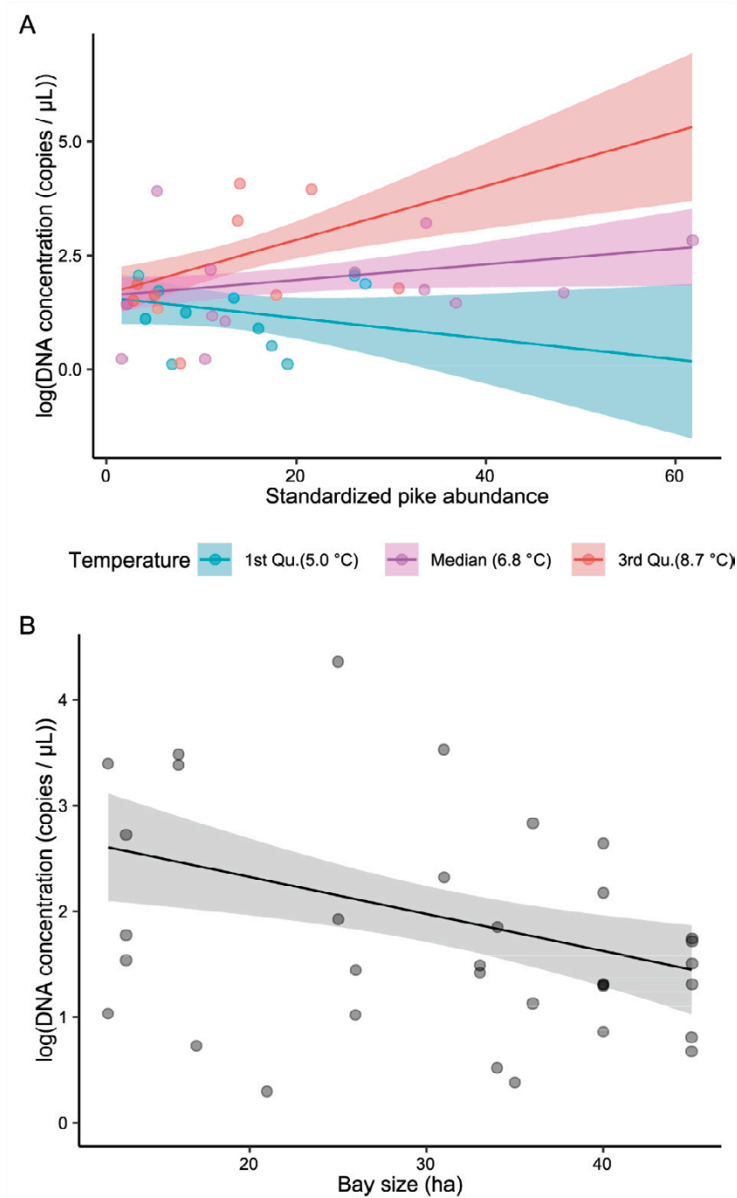 A
log(DNA concentration (copies / µL))
5.0
2.5
0.0
0 20 40 60
Standardized pike abundance
Temperature 1st Qu.(5.0 °C) Median (6.8 °C) 3rd Qu.(8.7 °C)
B
log(DNA concentration (copies / µL))
4
3
2
1
0
20 30 40
Bay size (ha)